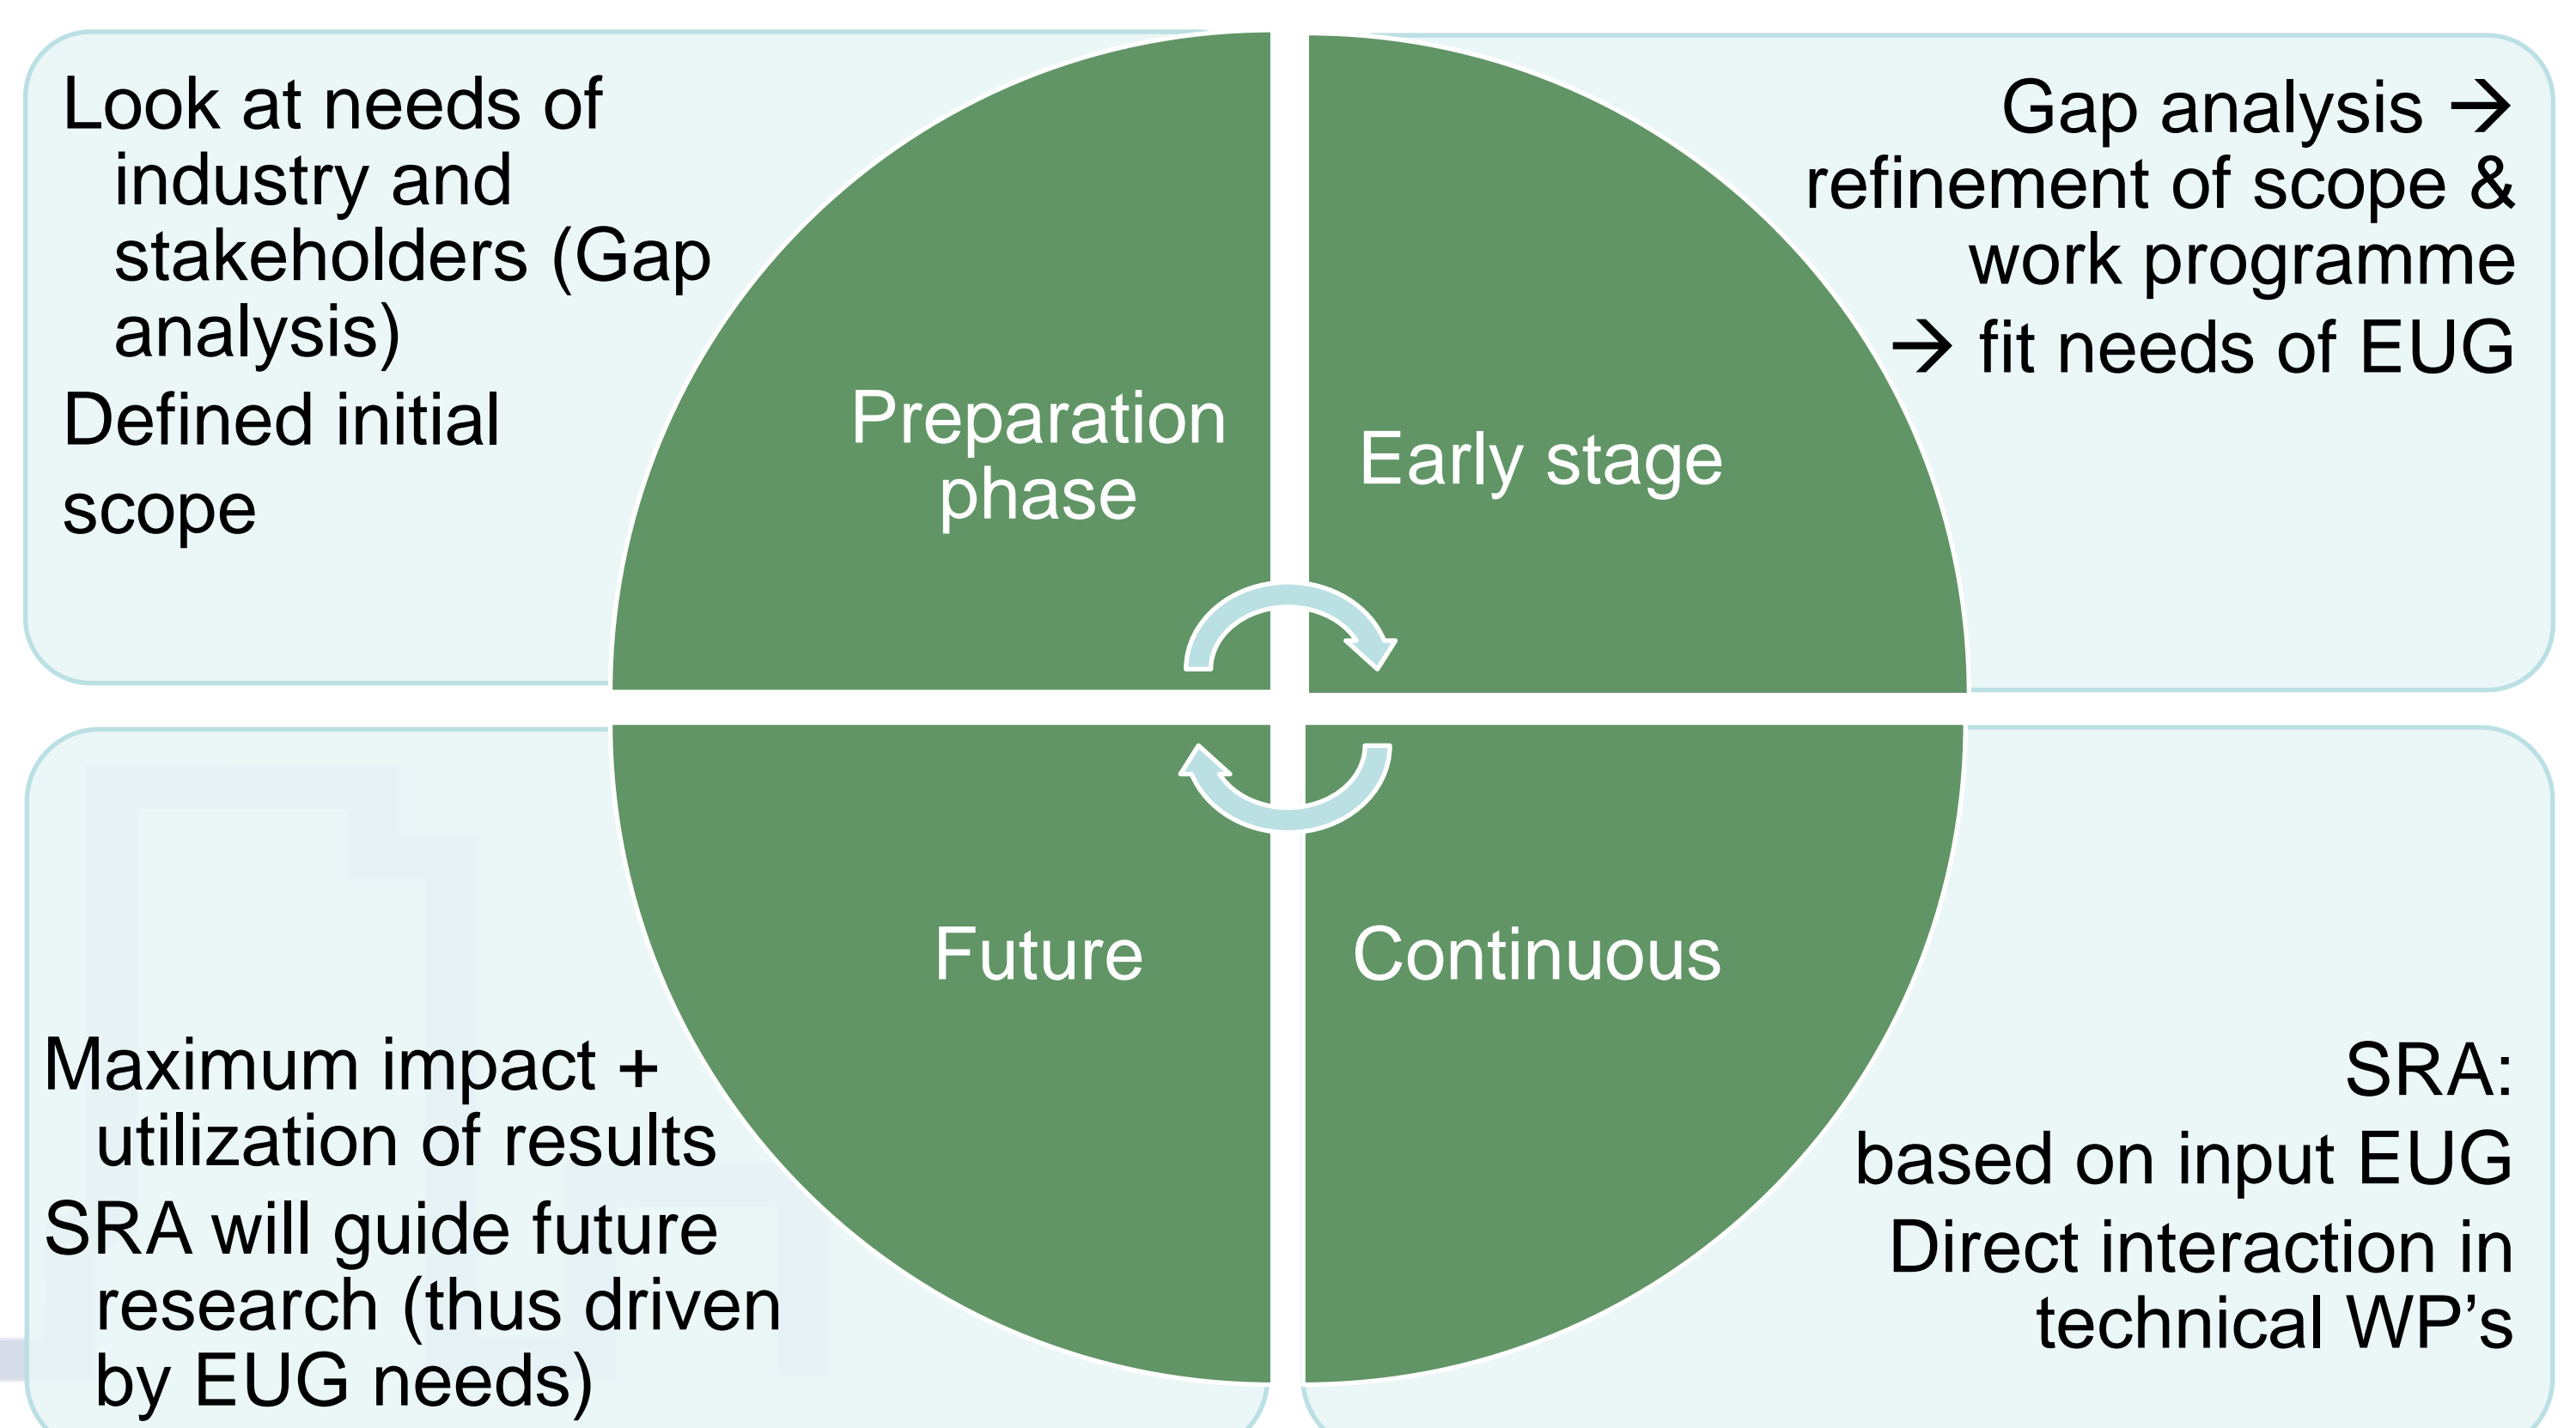 Look at needs of
industry and
stakeholders (Gap
analysis)
Defined initial
scope
Preparation
phase
Early stage
Gap analysis →
refinement of scope &
work programme
→ fit needs of EUG
Future
Continuous
Maximum impact +
utilization of results
SRA will guide future
research (thus driven
by EUG needs)
SRA:
based on input EUG
Direct interaction in
technical WP’s